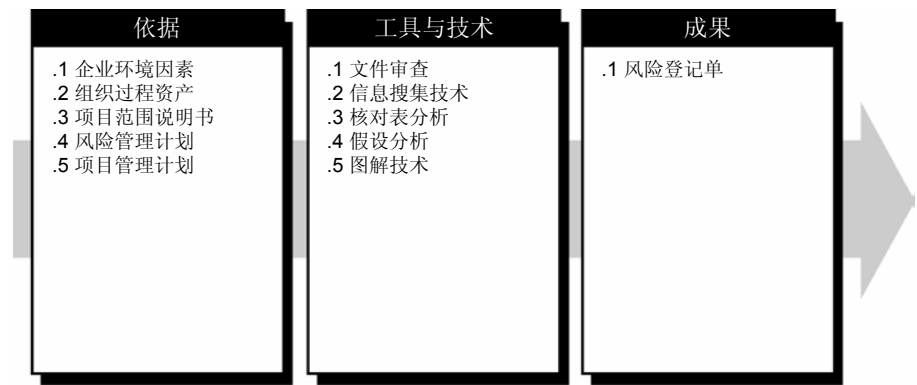 依据
.1 企业环境因素
.2 组织过程资产
.3 项目范围说明书
.4 风险管理计划
.5 项目管理计划
工具与技术
.1 文件审查
.2 信息搜集技术
.3 核对表分析
.4 假设分析
.5 图解技术
成果
.1 风险登记单